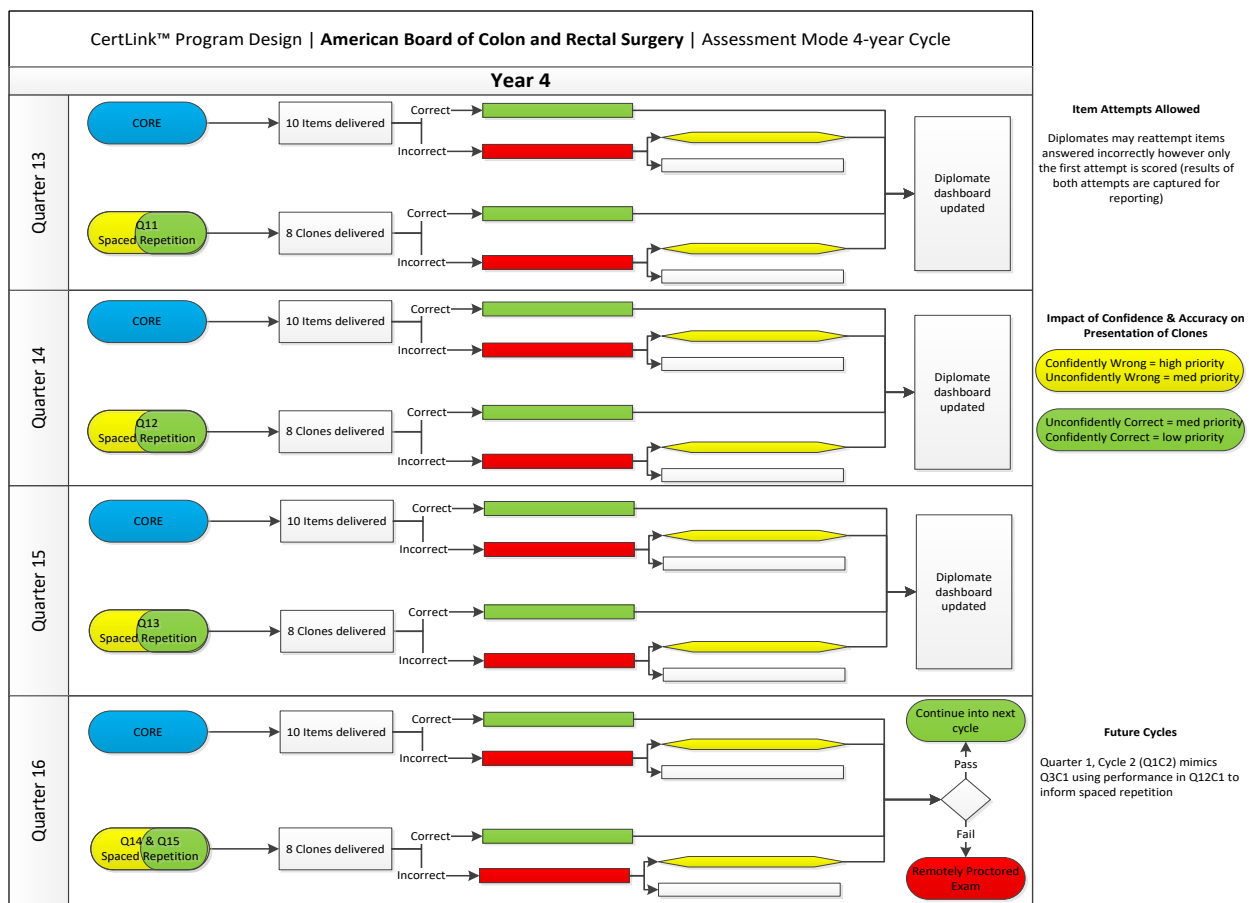 CertLink™ Program Design | American Board of Colon and Rectal Surgery | Assessment Mode 4-year Cycle
Year 4
Quarter 13
CORE
10 Items delivered
Correct
Incorrect
Q11
Spaced Repetition
8 Clones delivered
Correct
Incorrect
Diplomate
dashboard
updated
Item Attempts Allowed
Diplomates may reattempt items
answered incorrectly however only
the first attempt is scored (results of
both attempts are captured for
reporting)
Quarter 14
CORE
10 Items delivered
Correct
Incorrect
Q12
Spaced Repetition
8 Clones delivered
Correct
Incorrect
Diplomate
dashboard
updated
Impact of Confidence & Accuracy on
Presentation of Clones
Confidently Wrong = high priority
Unconfidently Wrong = med priority
Unconfidently Correct = med priority
Confidently Correct = low priority
Quarter 15
CORE
10 Items delivered
Correct
Incorrect
Q13
Spaced Repetition
8 Clones delivered
Correct
Incorrect
Diplomate
dashboard
updated
Quarter 16
CORE
10 Items delivered
Correct
Incorrect
Q14 & Q15
Spaced Repetition
8 Clones delivered
Correct
Incorrect
Continue into next
cycle
Pass
Fail
Remotely Proctored
Exam
Future Cycles
Quarter 1, Cycle 2 (Q1C2) mimics
Q3C1 using performance in Q12C1 to
inform spaced repetition